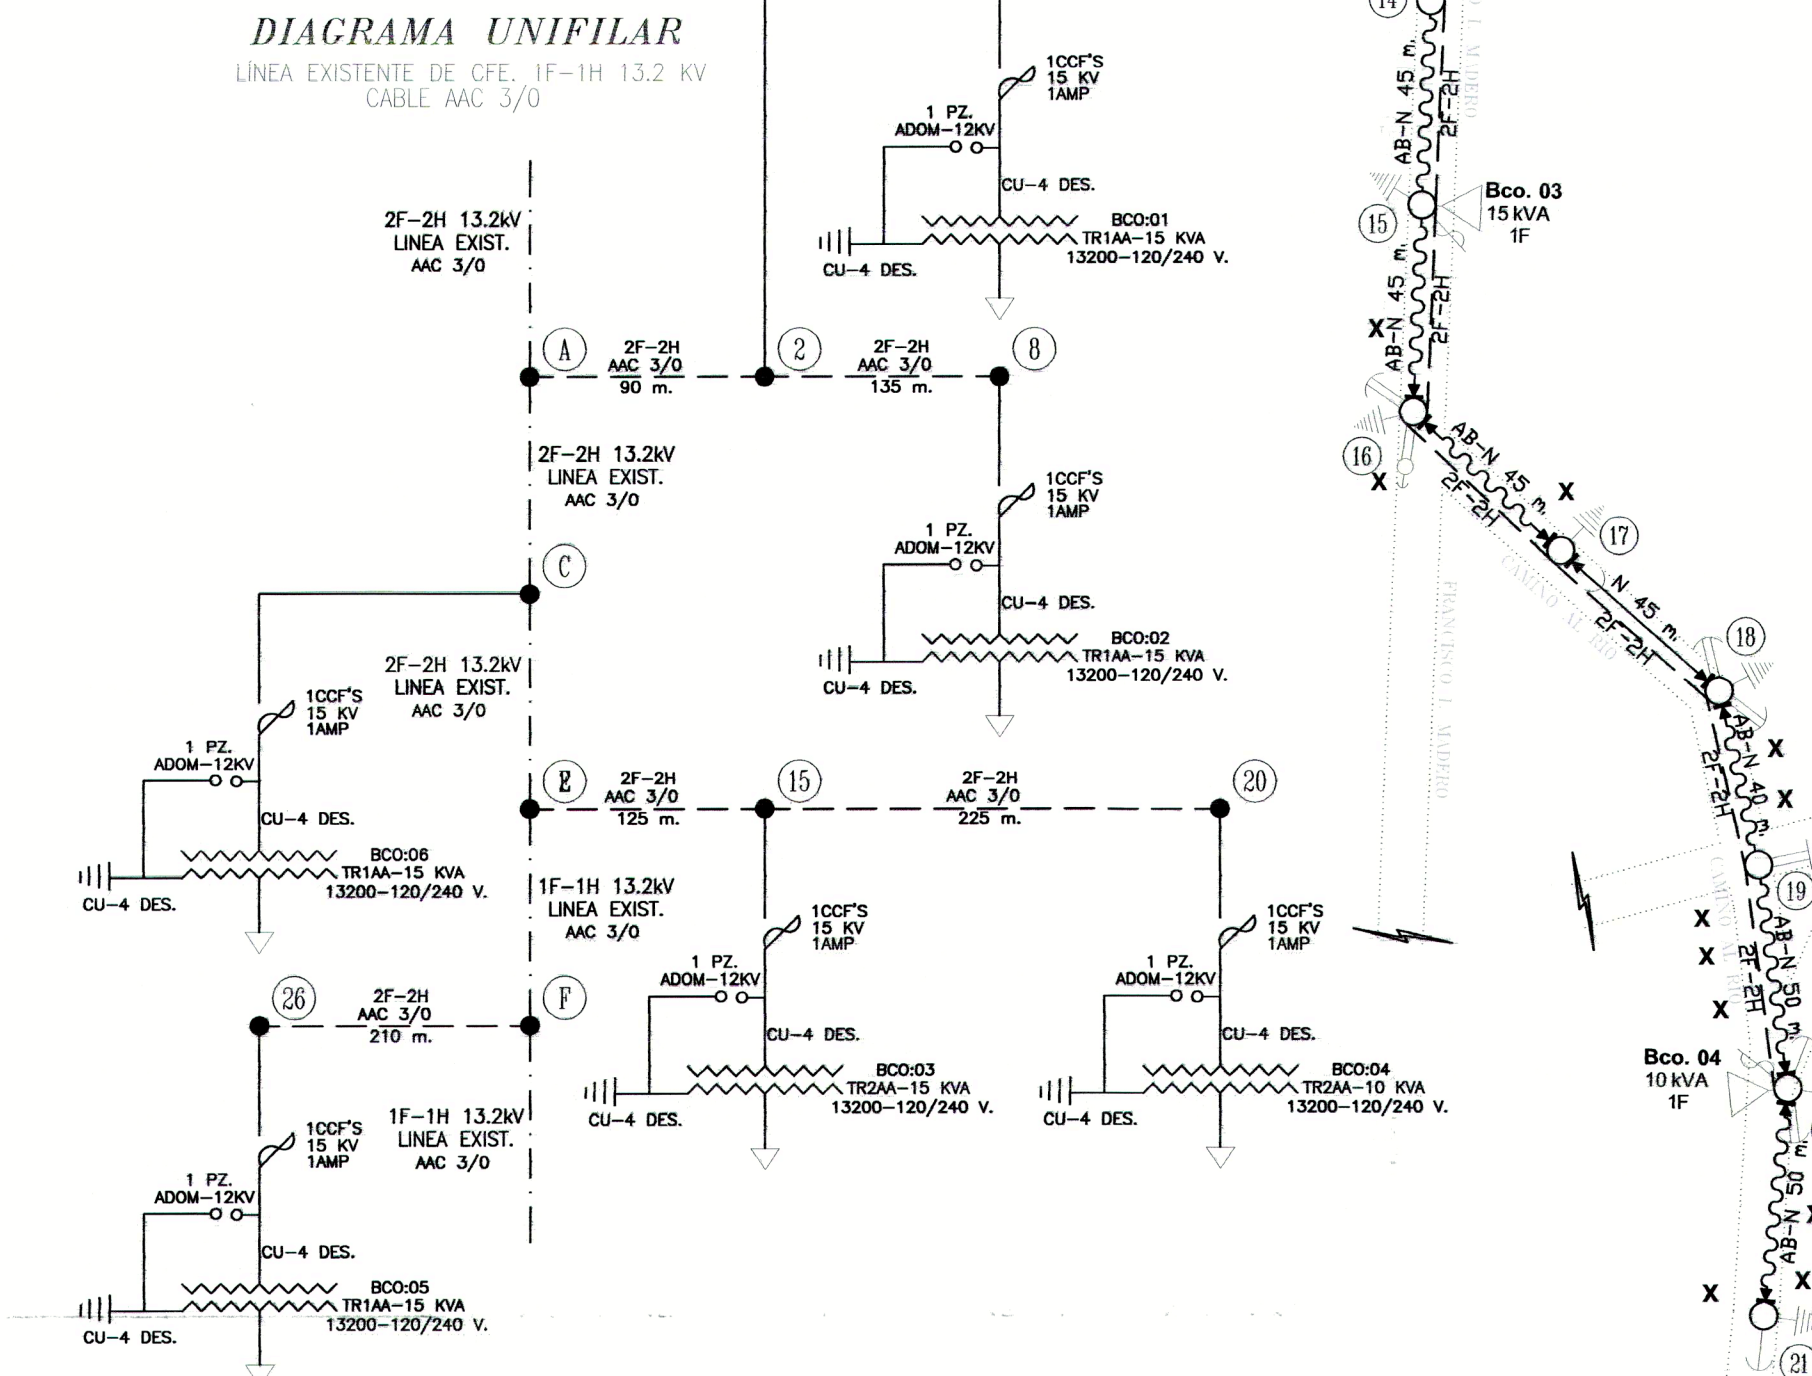 DIAGRAMA UNIFILAR
LÍNEA EXISTENTE DE CFE. 1F-1H 13.2 KV
CABLE AAC 3/0
2F-2H 13.2kV
LINEA EXIST.
AAC 3/0
1CCF'S
15 KV
1AMP
1 PZ.
ADOM-12KV
CU-4 DES.
BCO:01
TR1AA-15 KVA
13200-120/240 V.
CU-4 DES.
A
2F-2H
AAC 3/0
90 m.
2
2F-2H
AAC 3/0
135 m.
8
2F-2H 13.2kV
LINEA EXIST.
AAC 3/0
1CCF'S
15 KV
1AMP
1 PZ.
ADOM-12KV
CU-4 DES.
BCO:02
TR1AA-15 KVA
13200-120/240 V.
CU-4 DES.
C
2F-2H 13.2kV
LINEA EXIST.
AAC 3/0
1CCF'S
15 KV
1AMP
1 PZ.
ADOM-12KV
CU-4 DES.
BCO:06
TR1AA-15 KVA
13200-120/240 V.
CU-4 DES.
2F-2H
AAC 3/0
125 m.
15
2F-2H
AAC 3/0
225 m.
20
1F-1H 13.2kV
LINEA EXIST.
AAC 3/0
1CCF'S
15 KV
1AMP
1 PZ.
ADOM-12KV
CU-4 DES.
BCO:03
TR2AA-15 KVA
13200-120/240 V.
CU-4 DES.
1CCF'S
15 KV
1AMP
1 PZ.
ADOM-12KV
CU-4 DES.
BCO:04
TR2AA-10 KVA
13200-120/240 V.
CU-4 DES.
26
2F-2H
AAC 3/0
210 m.
F
1F-1H 13.2kV
LINEA EXIST.
AAC 3/0
1CCF'S
15 KV
1AMP
1 PZ.
ADOM-12KV
CU-4 DES.
BCO:05
TR1AA-15 KVA
13200-120/240 V.
CU-4 DES.
14
AB-N 45 m.
2F-2H
I. MADERO
Bco. 03
15 kVA
1F
15
AB-N 45 m.
2F-2H
X
16
X
AB-N 45 m.
2F-2H
X
17
CAMINO AL RIO
FRANCISCO I. MADERO
N 45 m.
2F-2H
18
AB-N 40 m.
2F-2H
X
X
19
CAMINO AL RIO
AB-N 50 m.
2F-2H
X
X
X
Bco. 04
10 kVA
1F
AB-N 50 m.
X
X
X
21